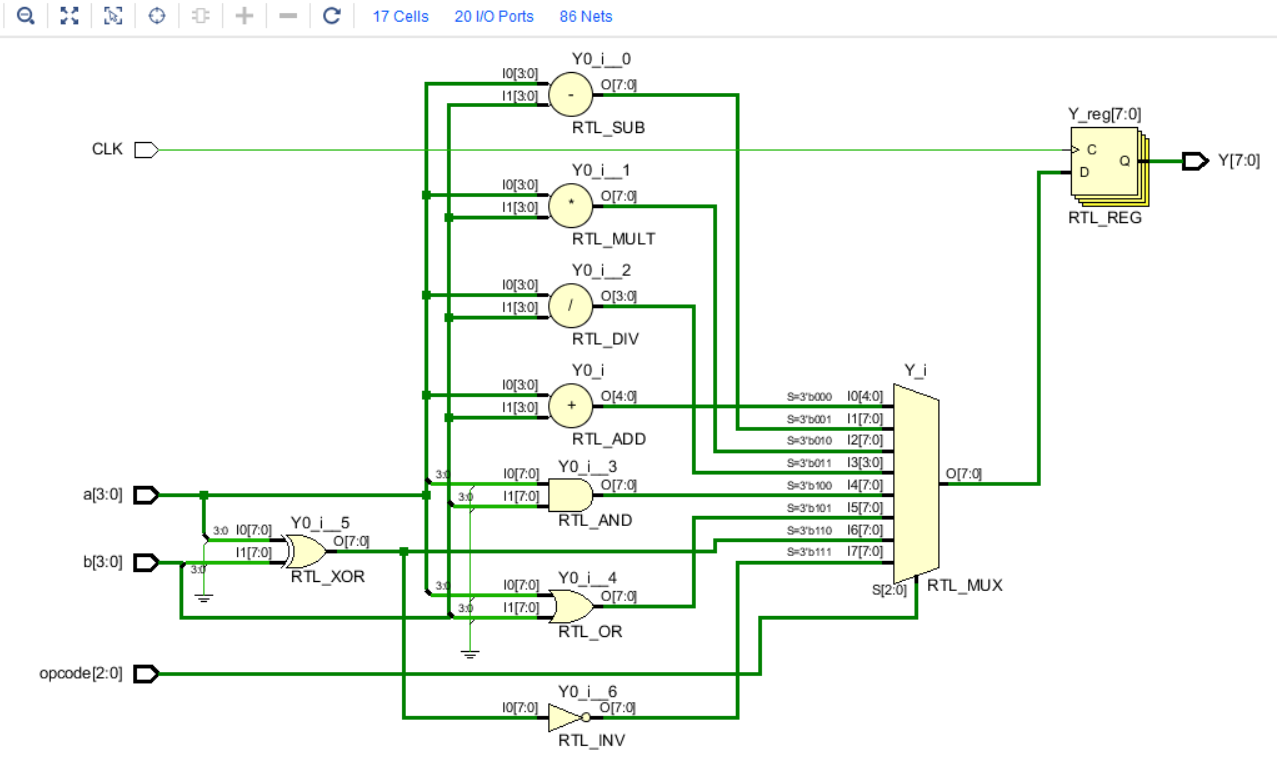 17 Cells 20 I/O Ports 86 Nets
Y0_i__0
I0[3:0] O[7:0]
I1[3:0] -
RTL_SUB
Y_reg[7:0]
CLK C
Q Y[7:0]
D
RTL_REG
Y0_i__1
I0[3:0] O[7:0]
I1[3:0] *
RTL_MULT
Y0_i__2
I0[3:0] O[3:0]
I1[3:0] /
RTL_DIV
Y0_i Y_i
I0[3:0] O[4:0] S=3'b000 I0[4:0]
I1[3:0] + S=3'b001 I1[7:0]
RTL_ADD S=3'b010 I2[7:0]
Y0_i__3 S=3'b011 I3[3:0]
3:0 I0[7:0] O[7:0] S=3'b100 I4[7:0] O[7:0]
a[3:0] 3:0 I1[7:0] S=3'b101 I5[7:0]
RTL_AND
Y0_i__5
3:0 I0[7:0] O[7:0] S=3'b110 I6[7:0]
b[3:0] 3:0 I1[7:0] S=3'b111 I7[7:0]
RTL_XOR
Y0_i__4
3:0 I0[7:0] O[7:0] S[2:0] RTL_MUX
3:0 I1[7:0]
RTL_OR
opcode[2:0]
Y0_i__6
I0[7:0] O[7:0]
RTL_INV